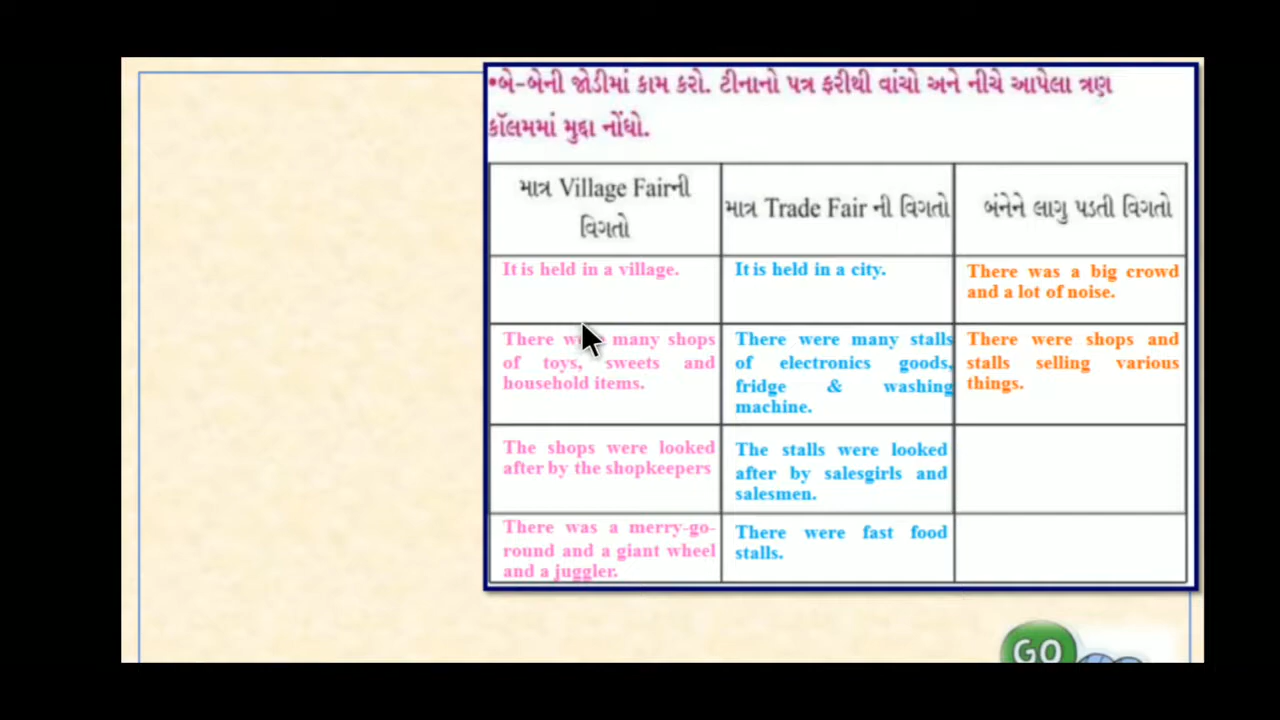 •બે-બેની જોડીમાં કામ કરો. ટીનાનો પત્ર ફરીથી વાંચો અને નીચે આપેલા ત્રણ
કૉલમમાં મુદ્દા નોંધો.
માત્ર Village Fairની
વિગતો
માત્ર Trade Fair ની વિગતો
બંનેને લાગુ પડતી વિગતો
It is held in a village.
It is held in a city.
There was a big crowd
and a lot of noise.
There were many shops
of toys, sweets and
household items.
There were many stalls
of electronics goods,
fridge & washing
machine.
There were shops and
stalls selling various
things.
The shops were looked
after by the shopkeepers
The stalls were looked
after by salesgirls and
salesmen.
There was a merry-go-
round and a giant wheel
and a juggler.
There were fast food
stalls.
GO